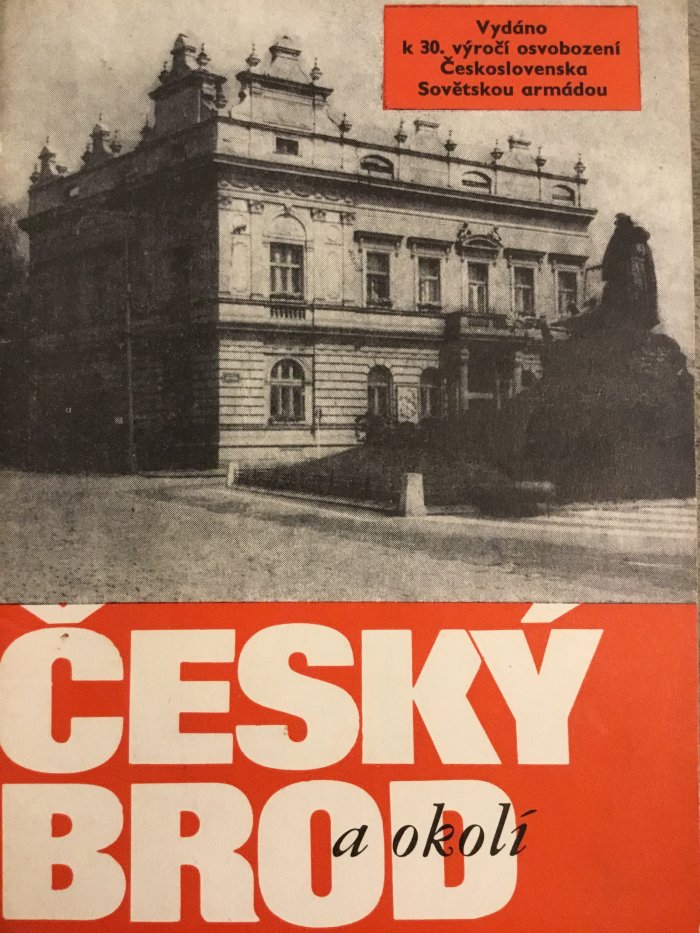 Vydáno
k 30. výročí osvobození
Československa
Sovětskou armádou
ČESKÝ
BROD
a okolí